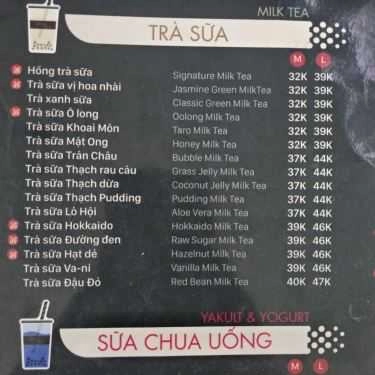 MILK TEA
TRÀ SỮA
M L
Hồng trà sữa Signature Milk Tea 32K 39K
Trà sữa vị hoa nhài Jasmine Green MilkTea 32K 39K
Trà xanh sữa Classic Green Milk Tea 32K 39K
Trà sữa Ô long Oolong Milk Tea 32K 39K
Trà sữa Khoai Môn Taro Milk Tea 32K 39K
Trà sữa Mật Ong Honey Milk Tea 32K 39K
Trà sữa Trân Châu Bubble Milk Tea 37K 44K
Trà sữa Thạch rau câu Grass Jelly Milk Tea 37K 44K
Trà sữa Thạch dừa Coconut Jelly Milk Tea 37K 44K
Trà sữa Thạch Pudding Pudding Milk Tea 37K 44K
Trà sữa Lô Hội Aloe Vera Milk Tea 37K 44K
Trà sữa Hokkaido Hokkaido Milk Tea 39K 46K
Trà sữa Đường đen Raw Sugar Milk Tea 39K 46K
Trà sữa Hạt dẻ Hazelnut Milk Tea 39K 46K
Trà sữa Va-ni Vanilla Milk Tea 39K 46K
Trà sữa Đậu Đỏ Red Bean Milk Tea 40K 47K
YAKULT & YOGURT
SỮA CHUA UỐNG
M L